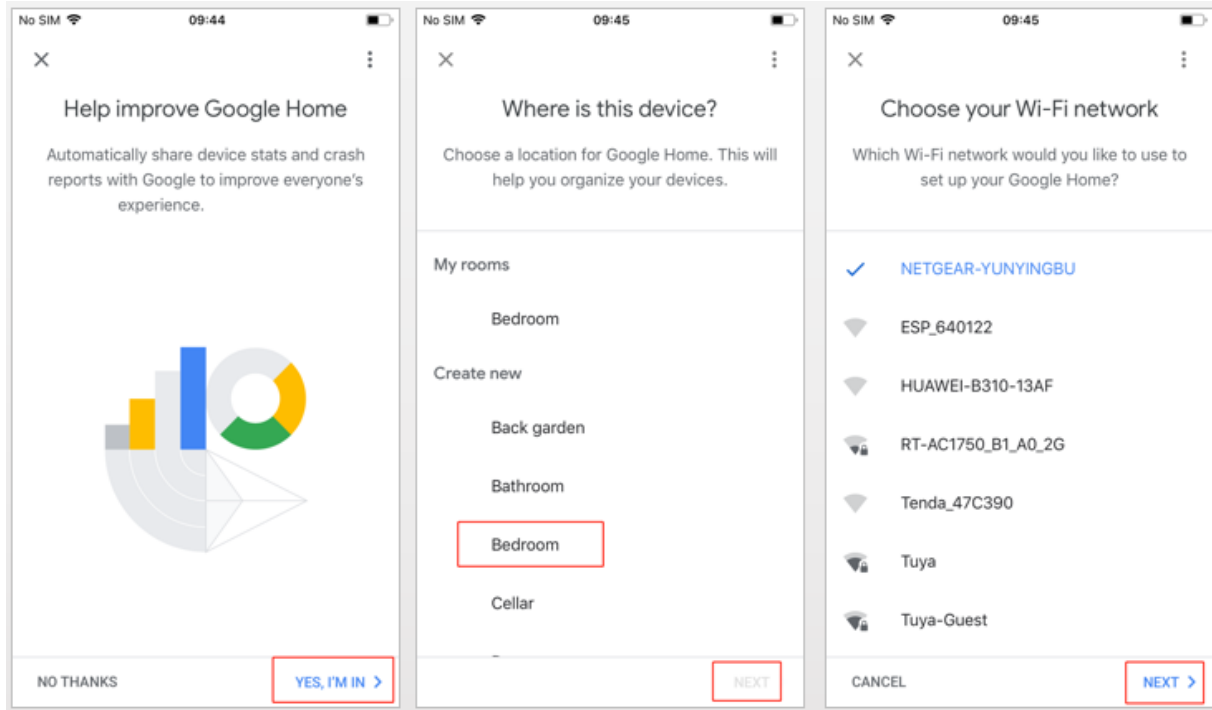 No SIM 09:44
Help improve Google Home
Automatically share device stats and crash
reports with Google to improve everyone's
experience.
NO THANKS
YES, I'M IN
No SIM 09:45
Where is this device?
Choose a location for Google Home. This will
help you organize your devices.
My rooms
Bedroom
Create new
Back garden
Bathroom
Bedroom
Cellar
NEXT
No SIM 09:45
Choose your Wi-Fi network
Which Wi-Fi network would you like to use to
set up your Google Home?
NETGEAR-YUNYINGBU
ESP_640122
HUAWEI-B310-13AF
RT-AC1750_B1_A0_2G
Tenda_47C390
Tuya
Tuya-Guest
CANCEL
NEXT